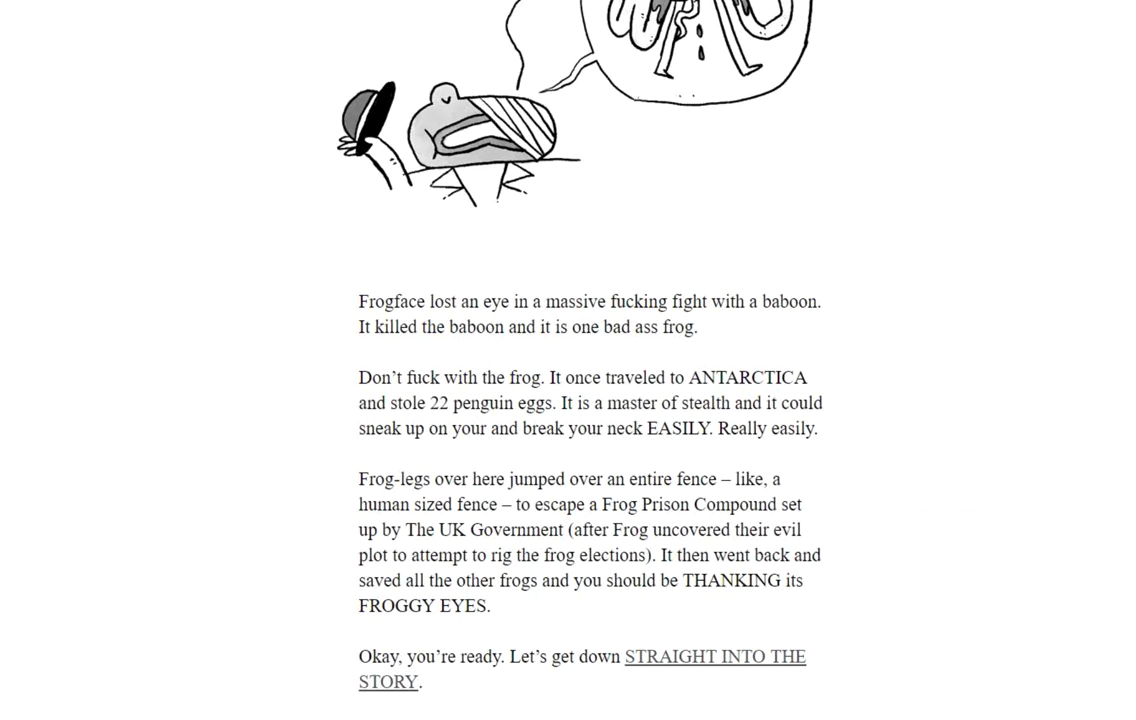 Frogface lost an eye in a massive fucking fight with a baboon.
It killed the baboon and it is one bad ass frog.
Don’t fuck with the frog. It once traveled to ANTARCTICA
and stole 22 penguin eggs. It is a master of stealth and it could
sneak up on your and break your neck EASILY. Really easily.
Frog-legs over here jumped over an entire fence – like, a
human sized fence – to escape a Frog Prison Compound set
up by The UK Government (after Frog uncovered their evil
plot to attempt to rig the frog elections). It then went back and
saved all the other frogs and you should be THANKING its
FROGGY EYES.
Okay, you’re ready. Let’s get down STRAIGHT INTO THE
STORY.